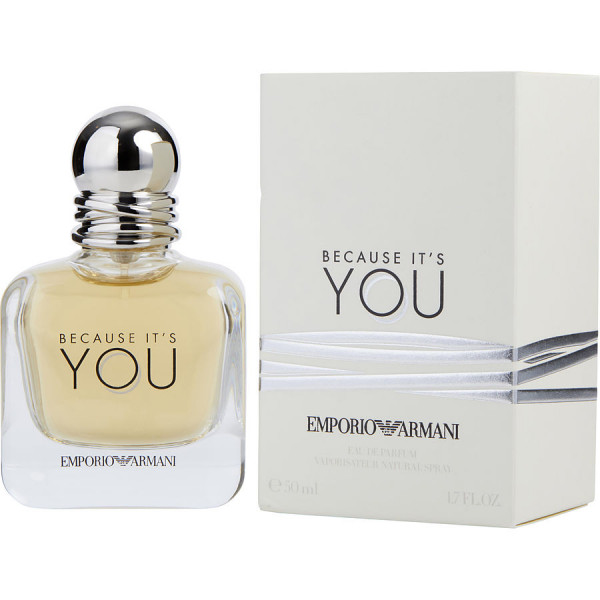 BECAUSE IT'S
YOU
EMPORIO ARMANI
BECAUSE IT'S
YOU
EMPORIO ARMANI
EAU DE PARFUM
VAPORISATEUR NATURAL SPRAY
e 50 ml
1.7 FL.OZ.